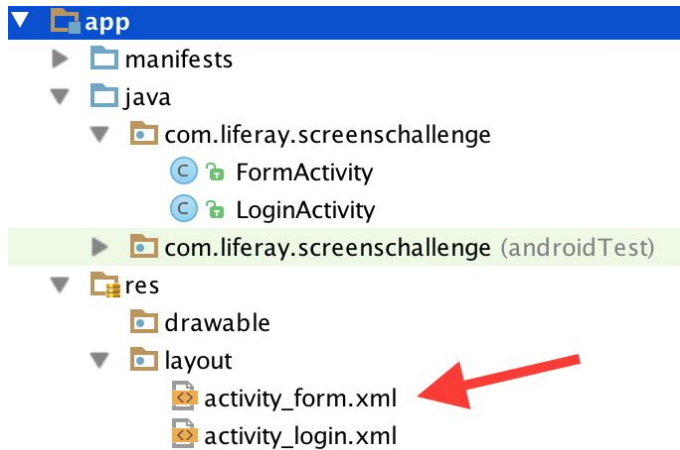 app
manifests
java
com.liferay.screenschallenge
C FormActivity
C LoginActivity
com.liferay.screenschallenge (androidTest)
res
drawable
layout
activity_form.xml
activity_login.xml